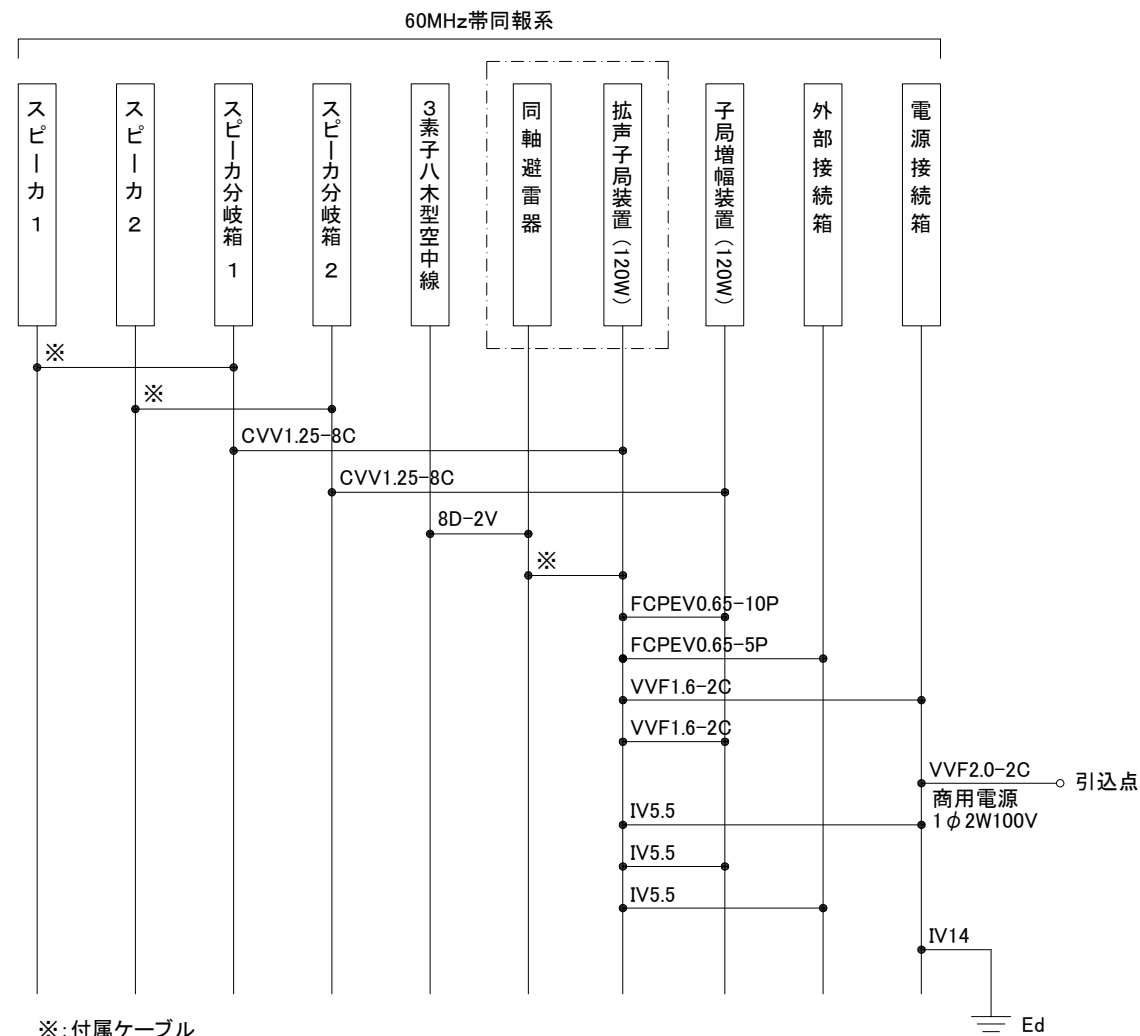 60MHz帯同報系
スピーカ 1
スピーカ 2
スピーカ分岐箱 1
スピーカ分岐箱 2
3素子八木型空中線
同軸避雷器
拡声子局装置(120W)
子局増幅装置(120W)
外部接続箱
電源接続箱
※
※
CVV1.25-8C
CVV1.25-8C
8D-2V
※
FCPEV0.65-10P
FCPEV0.65-5P
VVF1.6-2C
VVF1.6-2C
VVF2.0-2C
引込点
商用電源
1φ2W100V
IV5.5
IV5.5
IV5.5
IV14
Ed
※:付属ケーブル